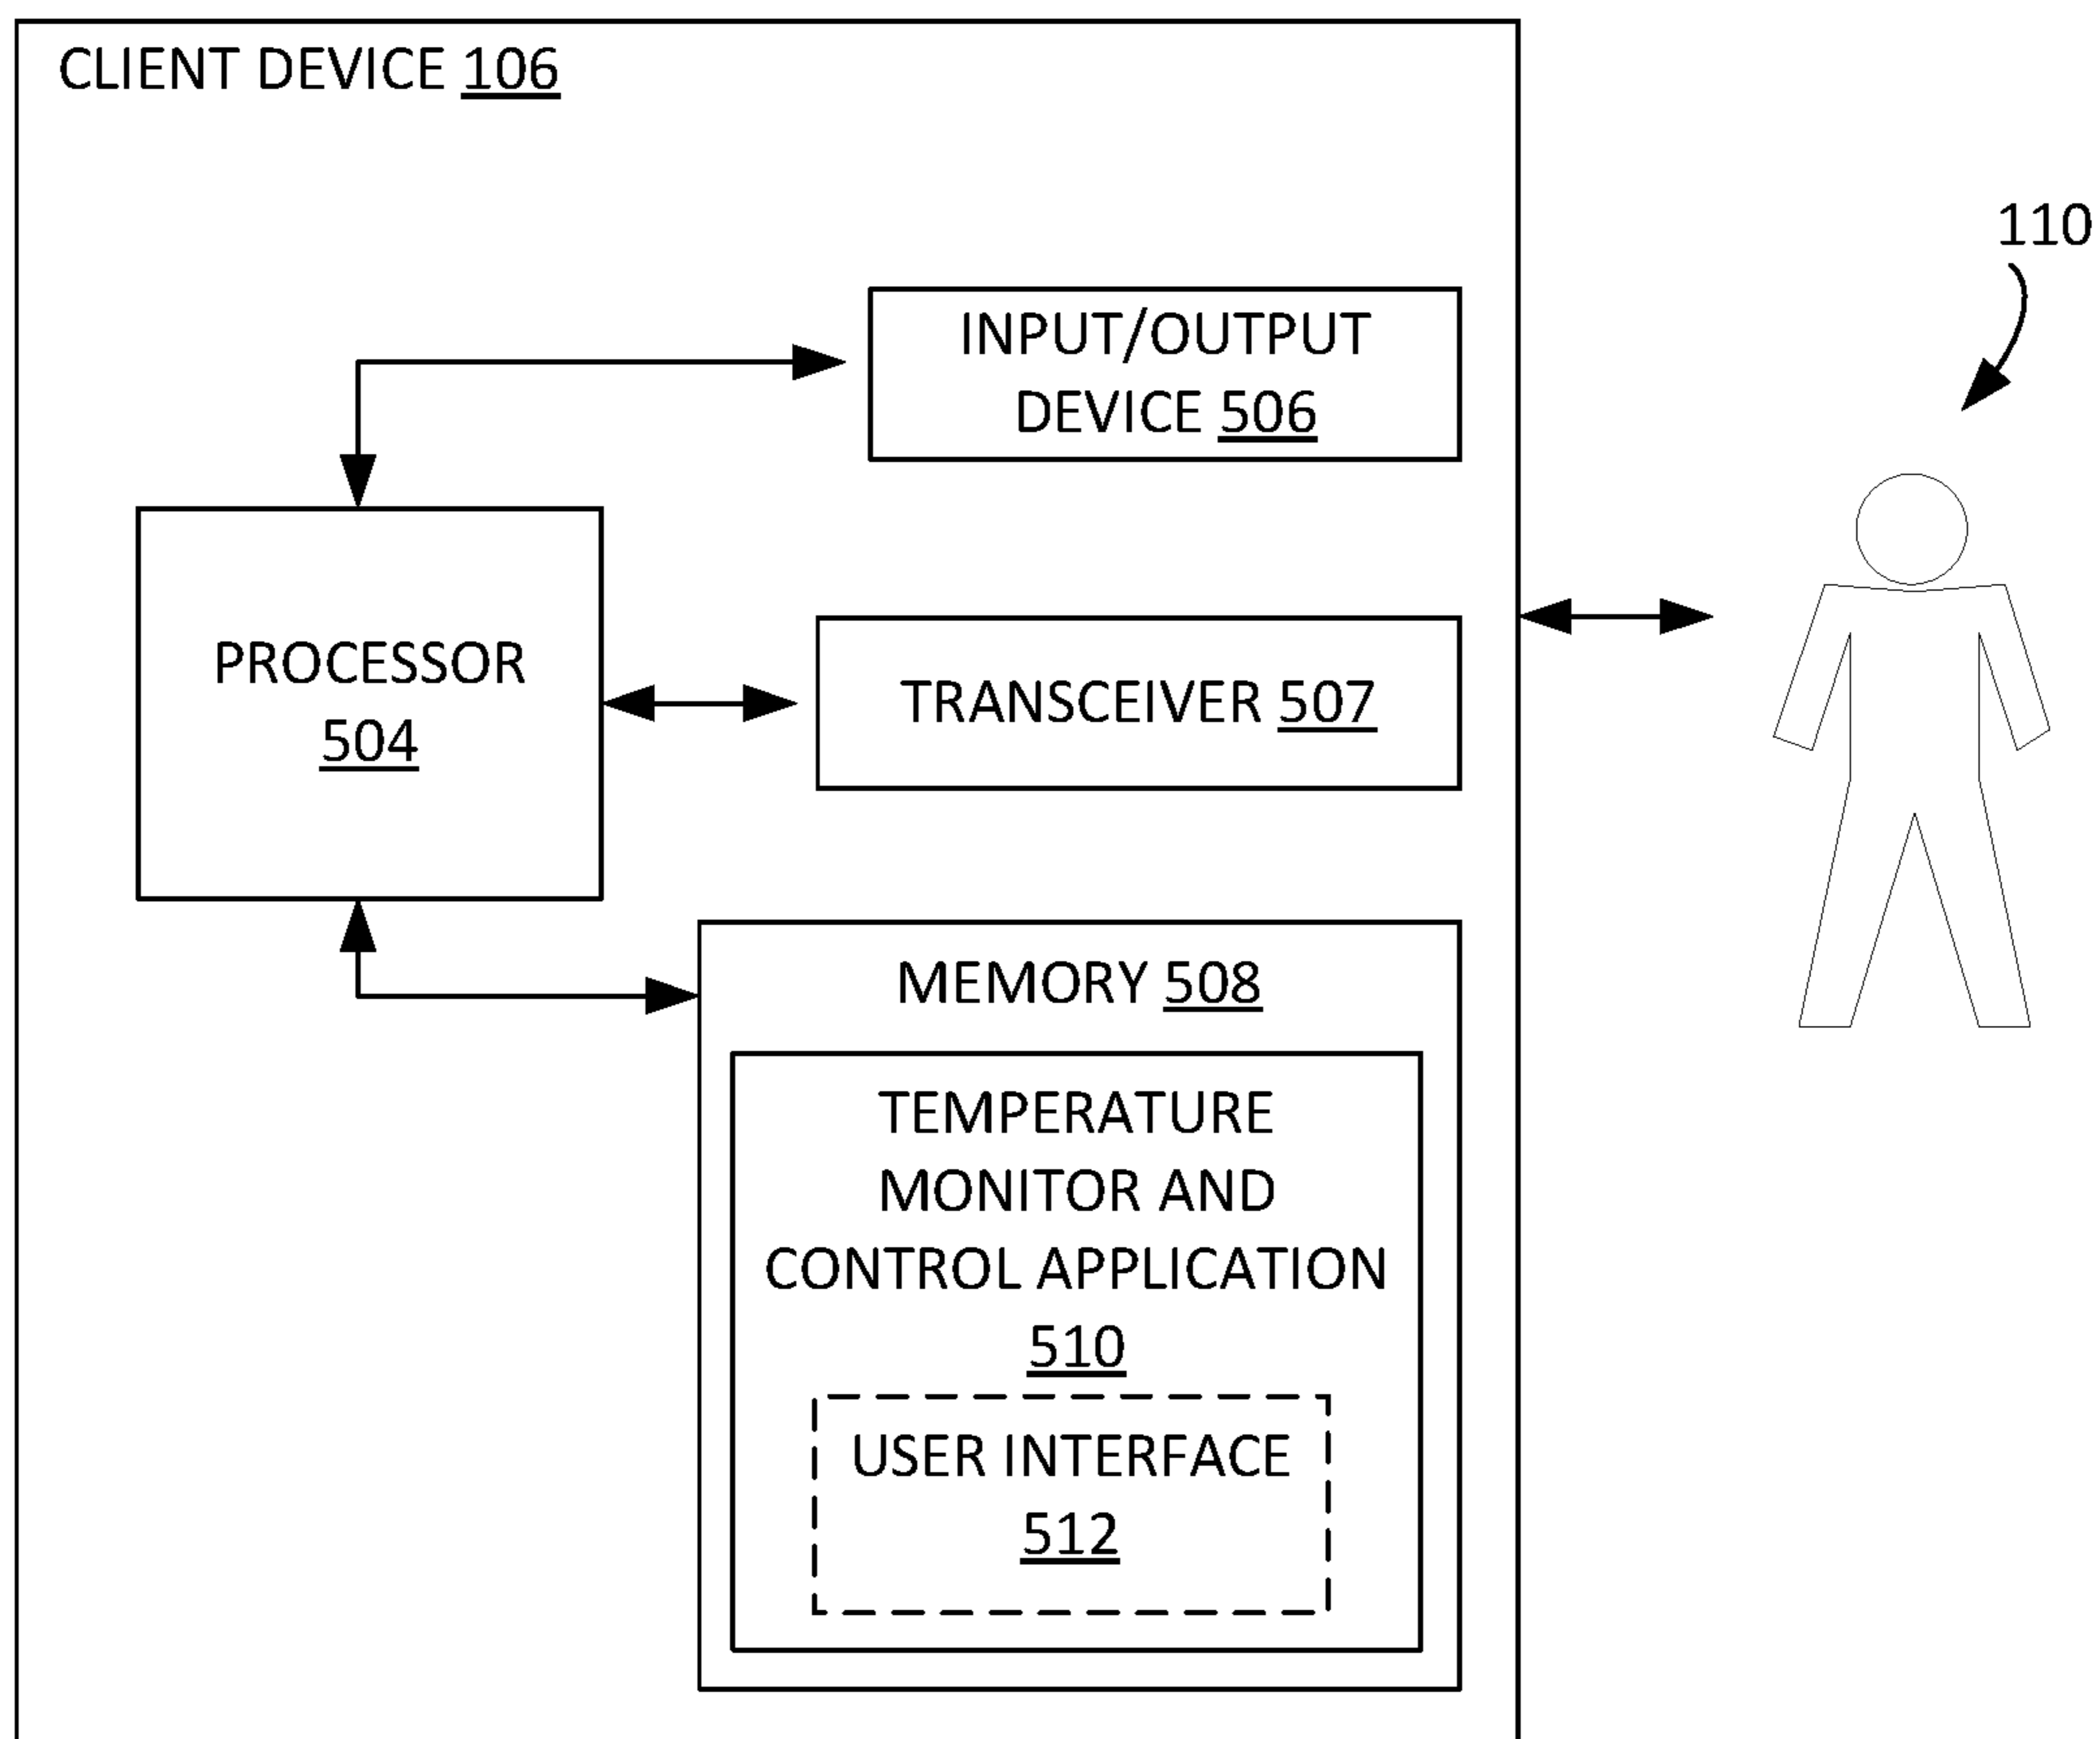 CLIENT DEVICE 106
110
INPUT/OUTPUT
DEVICE 506
PROCESSOR
504
TRANSCEIVER 507
MEMORY 508
TEMPERATURE
MONITOR AND
CONTROL APPLICATION
510
USER INTERFACE
512